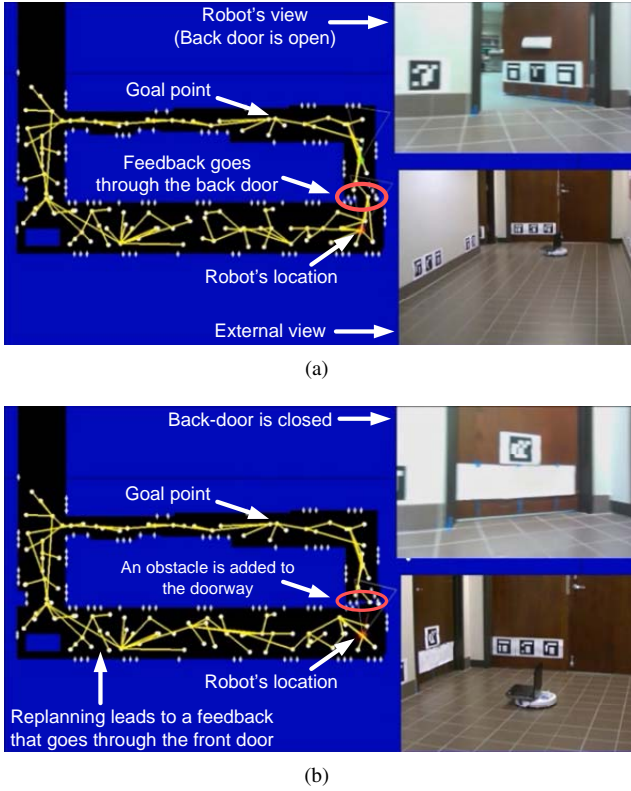 Robot's view
(Back door is open)
Goal point
Feedback goes
through the back door
Robot's location
External view
(a)
Back-door is closed
Goal point
An obstacle is added to
the doorway
Robot's location
Replanning leads to a feedback
that goes through the front door
(b)